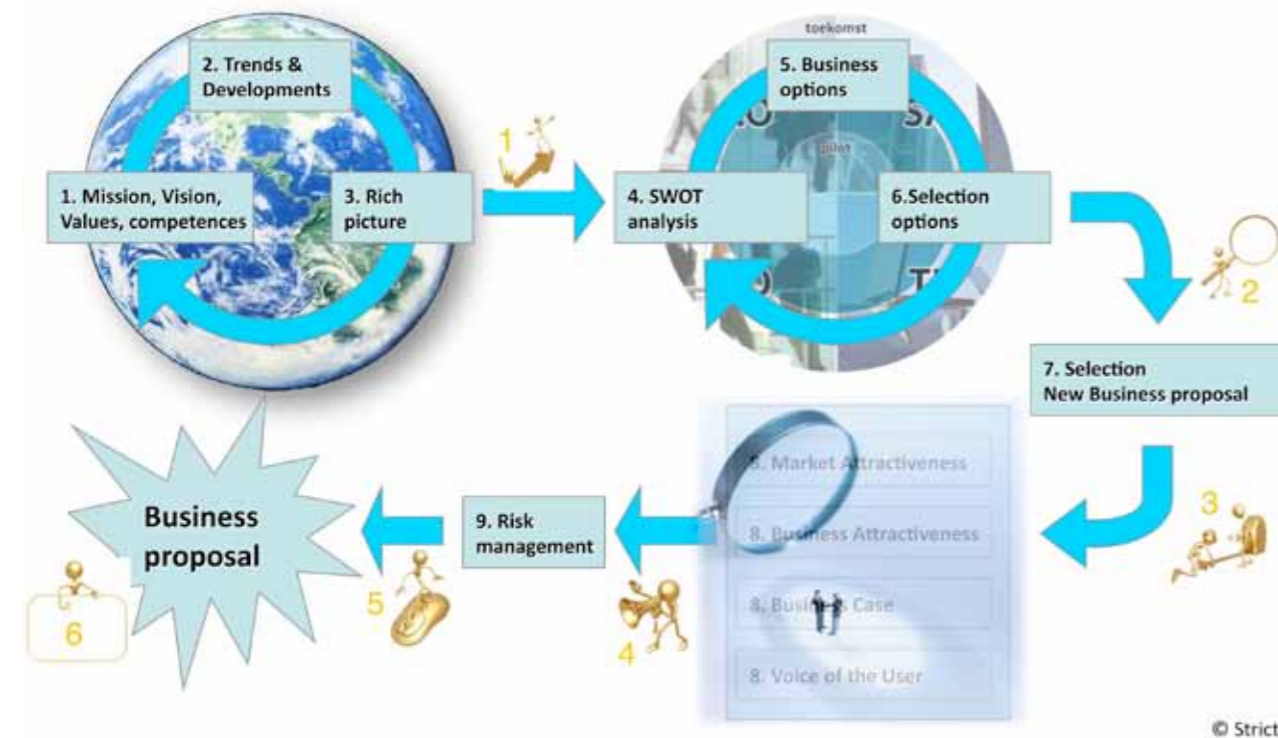 2. Trends &
Developments
1. Mission, Vision,
Values, competences
3. Rich
picture
1
toekomst
5. Business
options
pilot
4. SWOT
analysis
6.Selection
options
2
7. Selection
New Business proposal
3
8. Market Attractiveness
8. Business Attractiveness
8. Business Case
8. Voice of the User
4
9. Risk
management
5
Business
proposal
6
© Strict